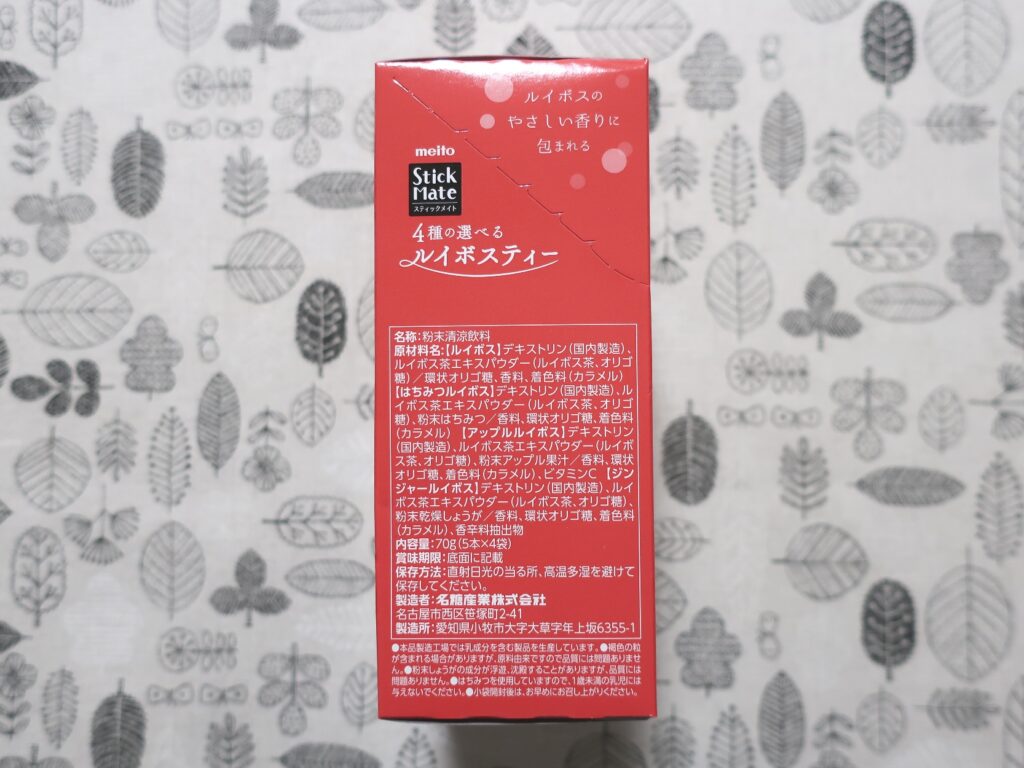 ルイボスの
やさしい香りに
包まれる
meito
Stick
Mate
スティックメイト
4種の選べる
ルイボスティー
名称：粉末清涼飲料
原材料名：【ルイボス】デキストリン（国内製造）、
ルイボス茶エキスパウダー（ルイボス茶、オリゴ
糖）／環状オリゴ糖、香料、着色料（カラメル）
【はちみつルイボス】デキストリン（国内製造）、ル
イボス茶エキスパウダー（ルイボス茶、オリゴ
糖）、粉末はちみつ／香料、環状オリゴ糖、着色料
（カラメル）【アップルルイボス】デキストリン
（国内製造）、ルイボス茶エキスパウダー（ルイボ
ス茶、オリゴ糖）、粉末アップル果汁／香料、環状
オリゴ糖、着色料（カラメル）、ビタミンC 【ジン
ジャールイボス】デキストリン（国内製造）、ルイ
ボス茶エキスパウダー（ルイボス茶、オリゴ糖）、
粉末乾燥しょうが／香料、環状オリゴ糖、着色料
（カラメル）、香辛料抽出物
内容量：70g（5本×4袋）
賞味期限：底面に記載
保存方法：直射日光の当る所、高温多湿を避けて
保存してください。
製造者：名糖産業株式会社
名古屋市西区笹塚町2-41
製造所：愛知県小牧市大字大草字年上坂6355-1
●本品製造工場では乳成分を含む製品を生産しています。●褐色の粒
が含まれる場合がありますが、原料由来ですので品質には問題ありませ
ん。●粉末しょうがの成分が浮遊、沈殿することがありますが、品質には
問題ありません。●はちみつを使用していますので、1歳未満の乳児には
与えないでください。●小袋開封後は、お早めにお召し上がりください。